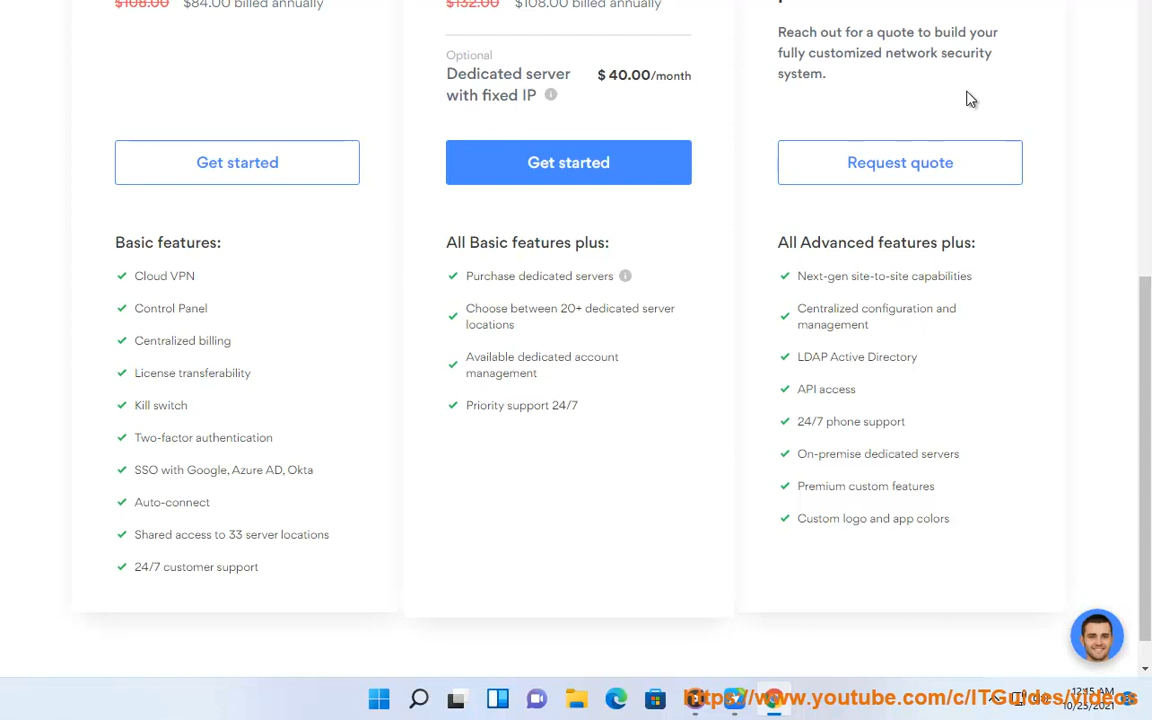 $108.00 $84.00 billed annually
$132.00 $108.00 billed annually
Optional
Dedicated server
with fixed IP
$ 40.00/month
Reach out for a quote to build your
fully customized network security
system.
Get started
Get started
Request quote
Basic features:
Cloud VPN
Control Panel
Centralized billing
License transferability
Kill switch
Two-factor authentication
SSO with Google, Azure AD, Okta
Auto-connect
Shared access to 33 server locations
24/7 customer support
All Basic features plus:
Purchase dedicated servers
Choose between 20+ dedicated server
locations
Available dedicated account
management
Priority support 24/7
All Advanced features plus:
Next-gen site-to-site capabilities
Centralized configuration and
management
LDAP Active Directory
API access
24/7 phone support
On-premise dedicated servers
Premium custom features
Custom logo and app colors
https://www.youtube.com/c/ITGuides/videos
12:15 AM
10/25/2021